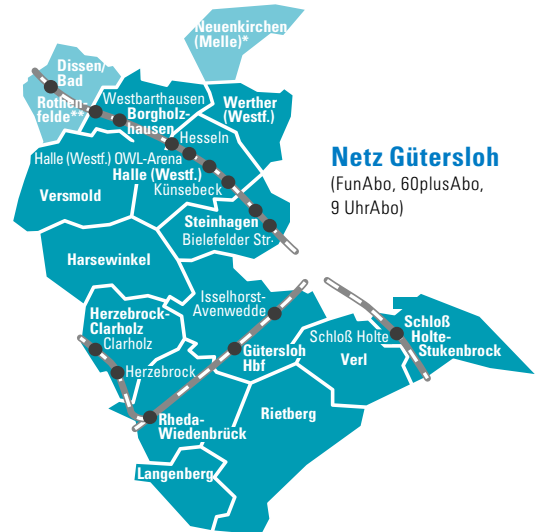 Neuenkirchen
(Melle)*
Dissen/
Bad
Rothen-
felde**
Westbarthausen
Borgholz-
hausen
Werther
(Westf.)
Hesseln
Halle (Westf.) OWL-Arena
Halle (Westf.)
Künsebeck
Versmold
Steinhagen
Bielefelder Str.
Netz Gütersloh
(FunAbo, 60plusAbo,
9 UhrAbo)
Harsewinkel
Isselhorst-
Avenwedde
Herzebrock-
Clarholz
Clarholz
Herzebrock
Gütersloh
Hbf
Schloß Holte
Verl
Schloß
Holte-
Stukenbrock
Rheda-
Wiedenbrück
Rietberg
Langenberg